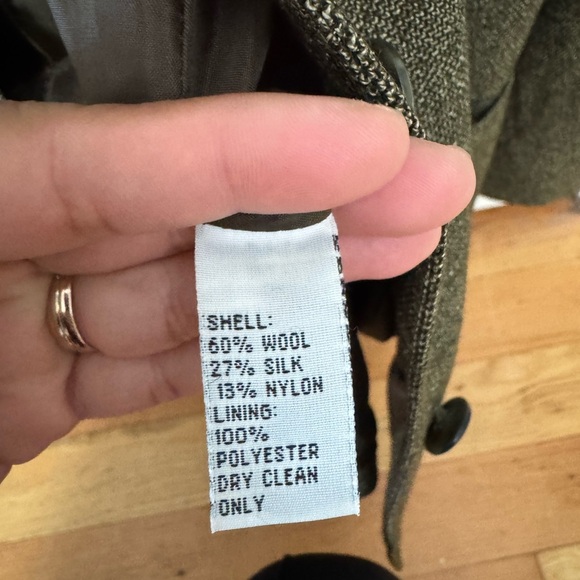 SHELL:
60% WOOL
27% SILK
13% NYLON
LINING:
100%
POLYESTER
DRY CLEAN
ONLY